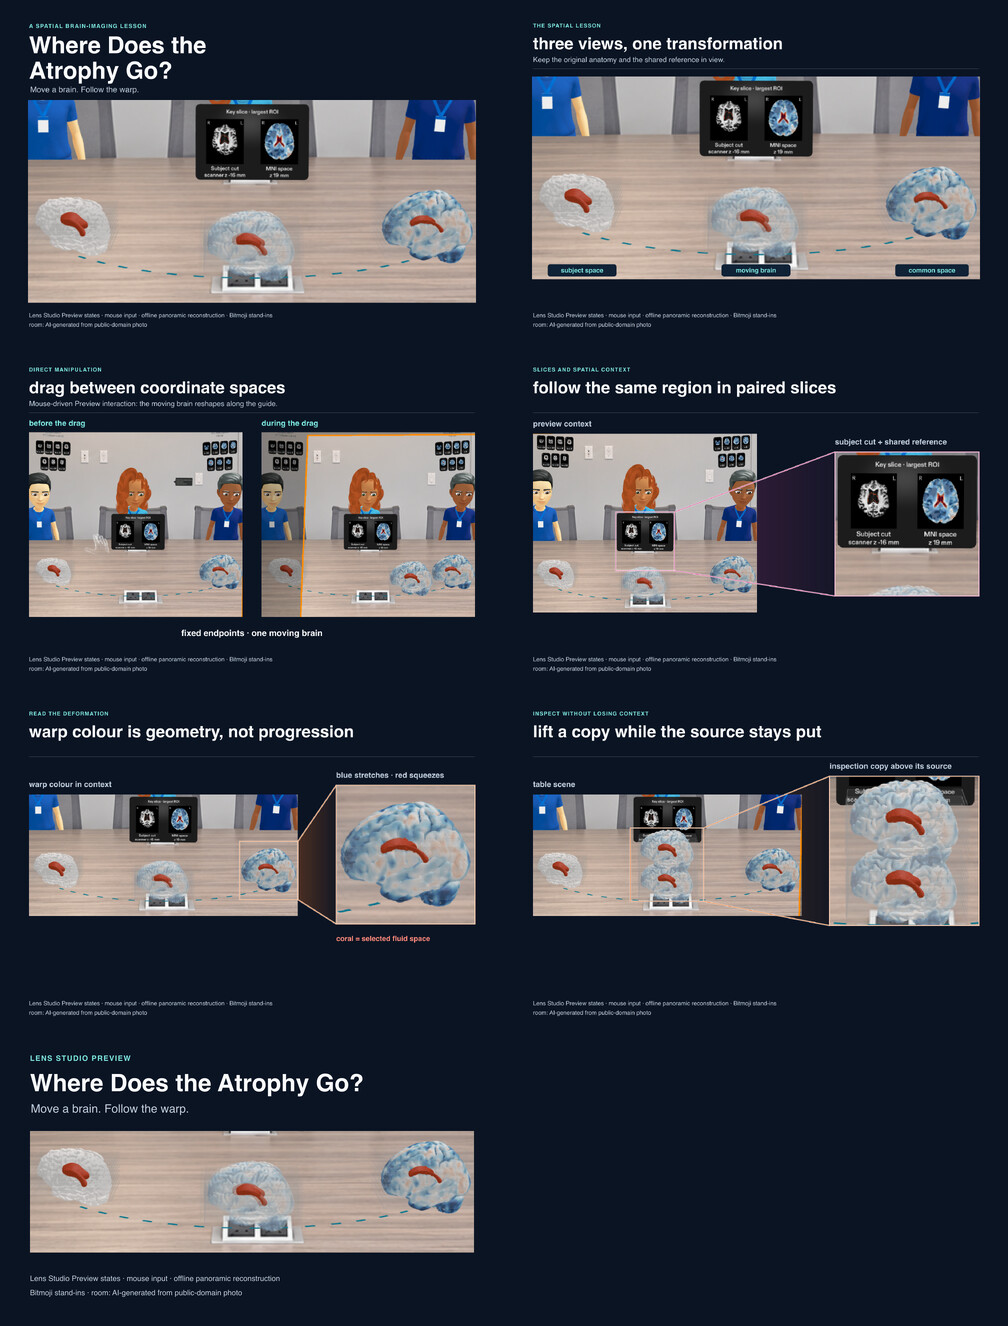 A SPATIAL BRAIN-IMAGING LESSON
Where Does the
Atrophy Go?
Move a brain. Follow the warp.
Key slice · largest ROI
R L R L
Subject cut MNI space
scanner z -16 mm z 19 mm
Lens Studio Preview states · mouse input · offline panoramic reconstruction · Bitmoji stand-ins
room: AI-generated from public-domain photo
THE SPATIAL LESSON
three views, one transformation
Keep the original anatomy and the shared reference in view.
Key slice · largest ROI
R L R L
Subject cut MNI space
scanner z -16 mm z 19 mm
subject space
moving brain
common space
Lens Studio Preview states · mouse input · offline panoramic reconstruction · Bitmoji stand-ins
room: AI-generated from public-domain photo
DIRECT MANIPULATION
drag between coordinate spaces
Mouse-driven Preview interaction: the moving brain reshapes along the guide.
before the drag
during the drag
fixed endpoints · one moving brain
Lens Studio Preview states · mouse input · offline panoramic reconstruction · Bitmoji stand-ins
room: AI-generated from public-domain photo
SLICES AND SPATIAL CONTEXT
follow the same region in paired slices
preview context
subject cut + shared reference
Key slice · largest ROI
R L R L
Subject cut MNI space
scanner z -16 mm z 19 mm
Lens Studio Preview states · mouse input · offline panoramic reconstruction · Bitmoji stand-ins
room: AI-generated from public-domain photo
READ THE DEFORMATION
warp colour is geometry, not progression
warp colour in context
blue stretches · red squeezes
Key slice · largest ROI
Subject cut MNI space
coral = selected fluid space
Lens Studio Preview states · mouse input · offline panoramic reconstruction · Bitmoji stand-ins
room: AI-generated from public-domain photo
INSPECT WITHOUT LOSING CONTEXT
lift a copy while the source stays put
table scene
inspection copy above its source
Key slice · largest ROI
Lens Studio Preview states · mouse input · offline panoramic reconstruction · Bitmoji stand-ins
room: AI-generated from public-domain photo
LENS STUDIO PREVIEW
Where Does the Atrophy Go?
Move a brain. Follow the warp.
Lens Studio Preview states · mouse input · offline panoramic reconstruction
Bitmoji stand-ins · room: AI-generated from public-domain photo